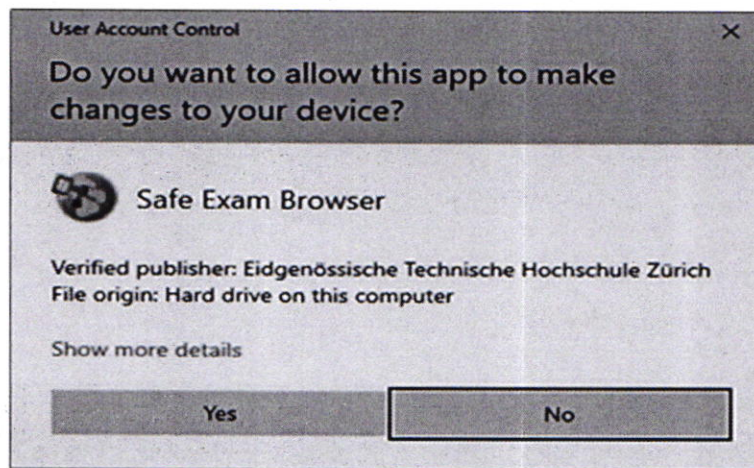 User Account Control
Do you want to allow this app to make
changes to your device?
Safe Exam Browser
Verified publisher: Eidgenössische Technische Hochschule Zürich
File origin: Hard drive on this computer
Show more details
Yes
No